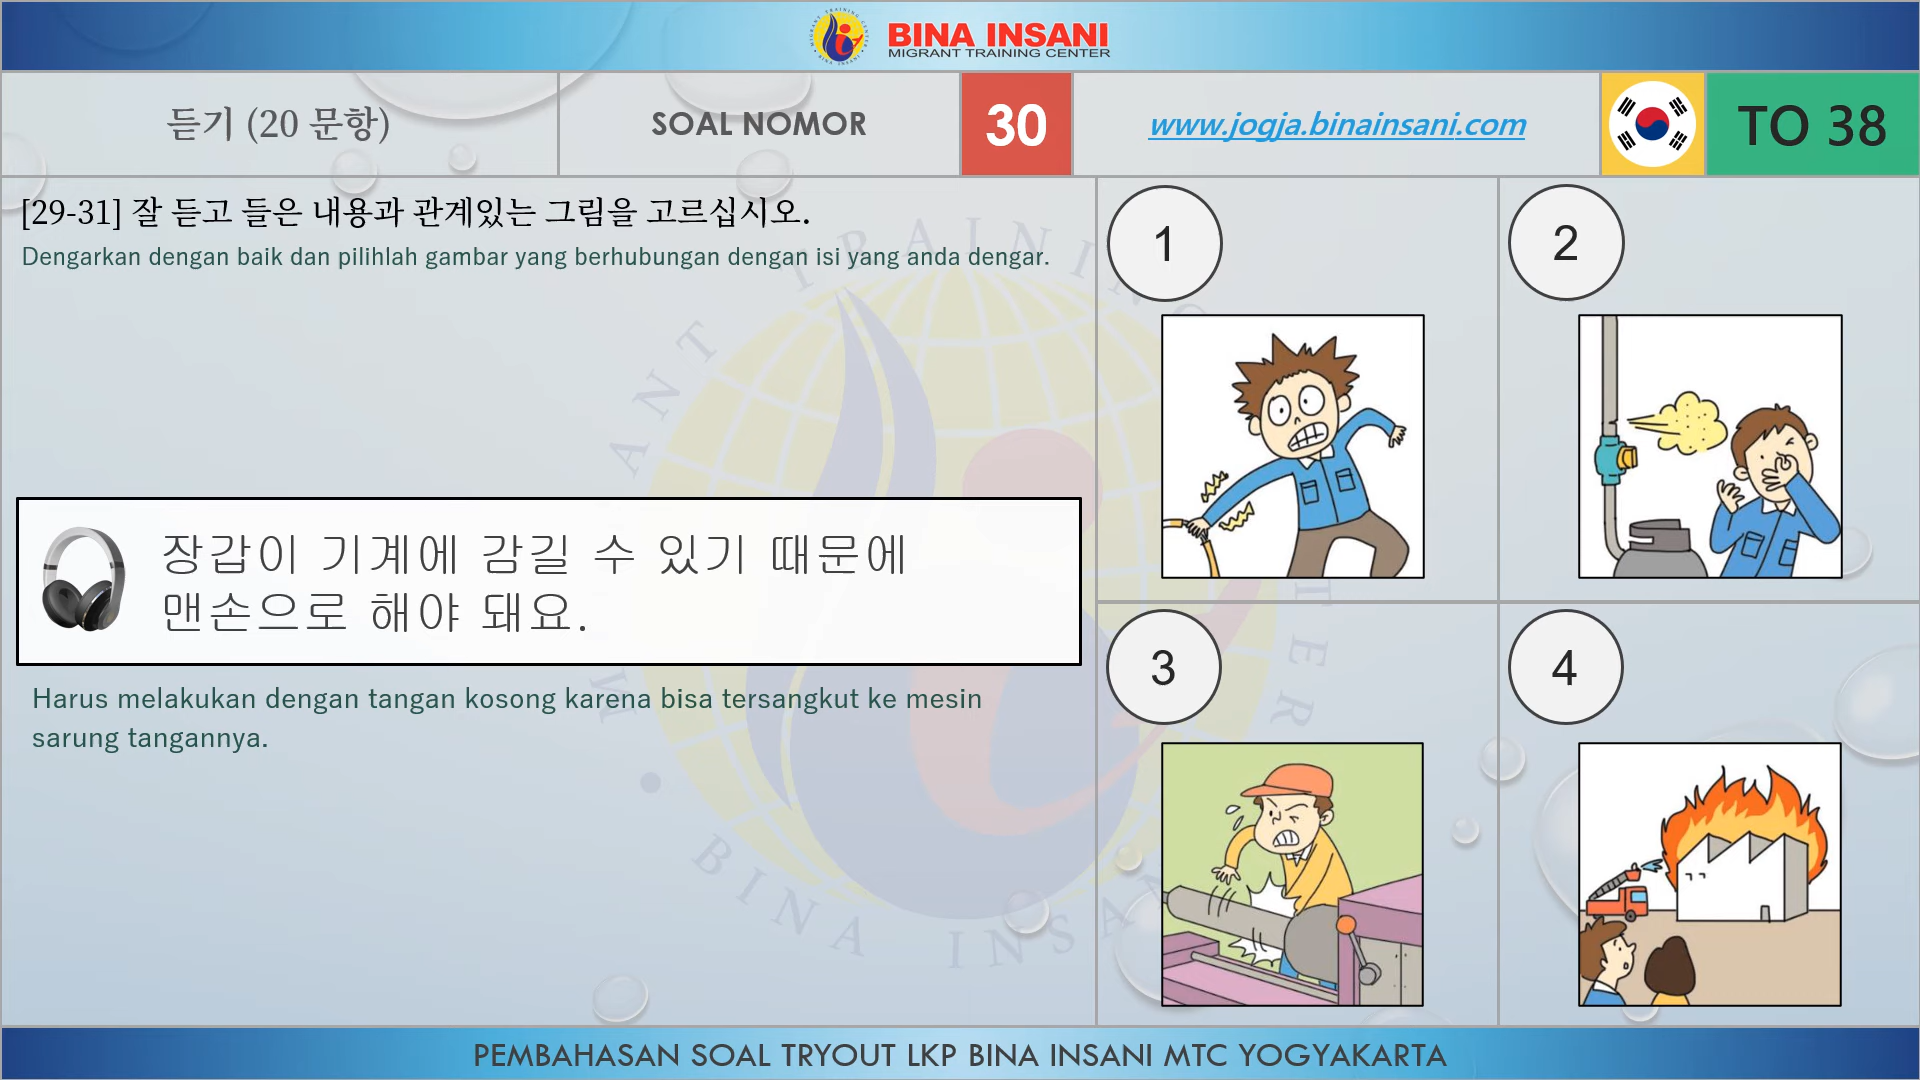 BINA INSANI
MIGRANT TRAINING CENTER
듣기 (20 문항)
SOAL NOMOR
30
www.jogja.binainsani.com
TO 38
[29-31] 잘 듣고 들은 내용과 관계있는 그림을 고르십시오.
Dengarkan dengan baik dan pilihlah gambar yang berhubungan dengan isi yang anda dengar.
장갑이 기계에 감길 수 있기 때문에
맨손으로 해야 돼요.
Harus melakukan dengan tangan kosong karena bisa tersangkut ke mesin
sarung tangannya.
1
2
3
4
PEMBAHASAN SOAL TRYOUT LKP BINA INSANI MTC YOGYAKARTA